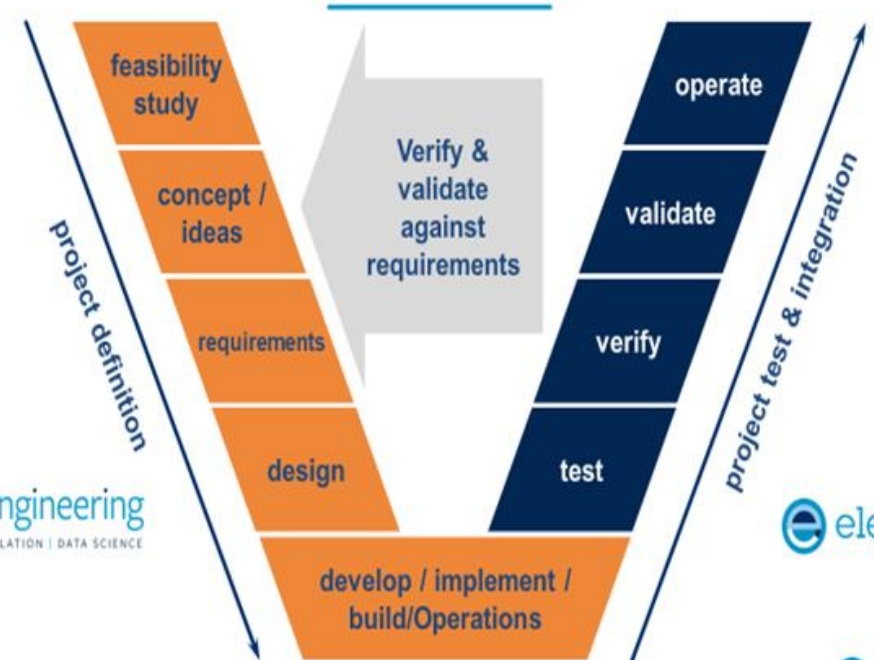 feasibility
study
operate
Verify &
validate
against
requirements
concept /
ideas
validate
project definition
requirements
verify
project test & integration
design
test
ngineering
LATION | DATA SCIENCE
ele
develop / implement /
build/Operations